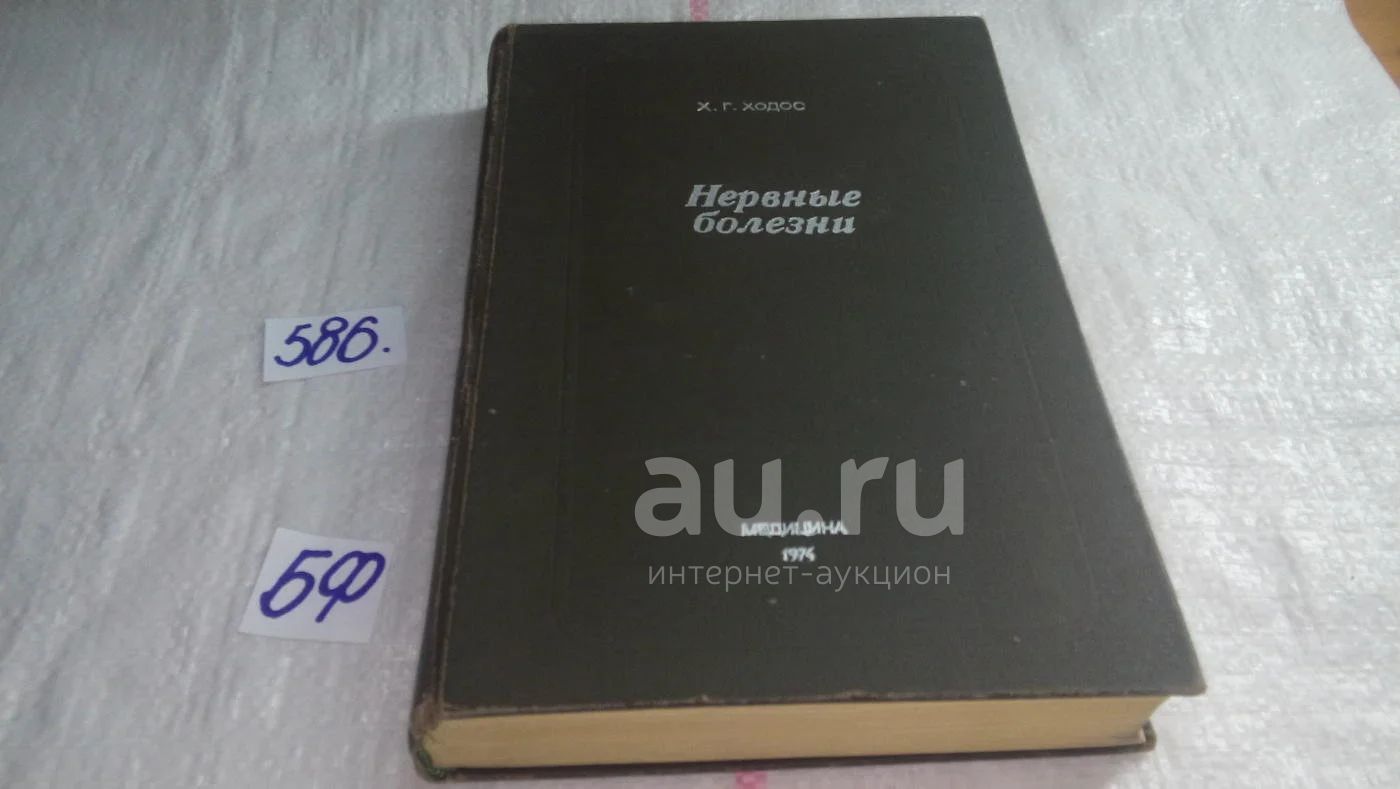 Х. Г. ХОДОС
Нервные
болезни
586.
БФ
au.ru
МЕДИЦИНА
1974
интернет-аукцион